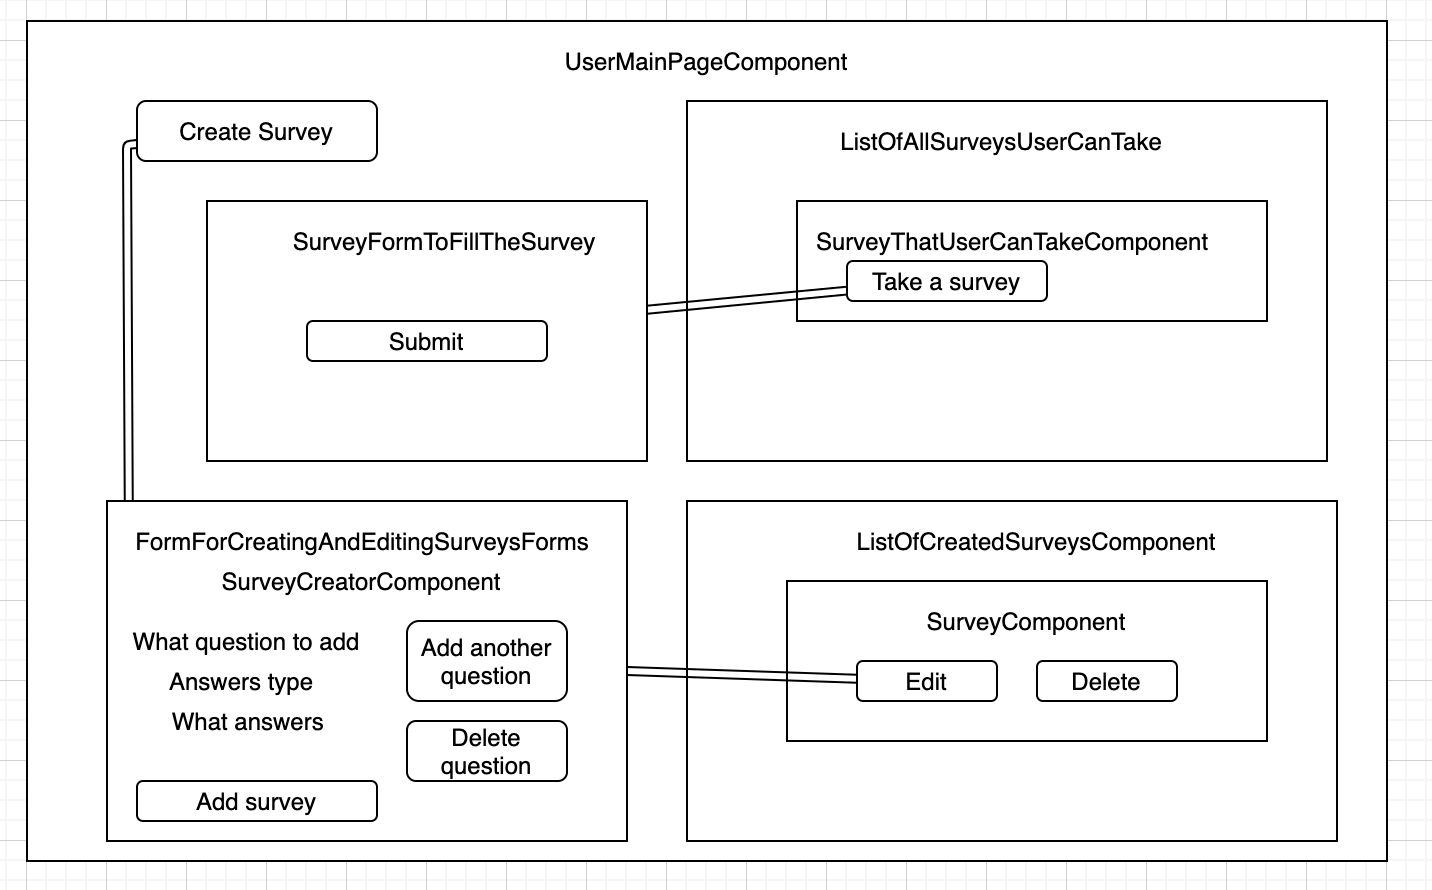 UserMainPageComponent
Create Survey
ListOfAllSurveysUserCanTake
SurveyFormToFillTheSurvey
SurveyThatUserCanTakeComponent
Take a survey
Submit
FormForCreatingAndEditingSurveysForms
SurveyCreatorComponent
What question to add
Answers type
What answers
Add another
question
Delete
question
Add survey
ListOfCreatedSurveysComponent
SurveyComponent
Edit
Delete